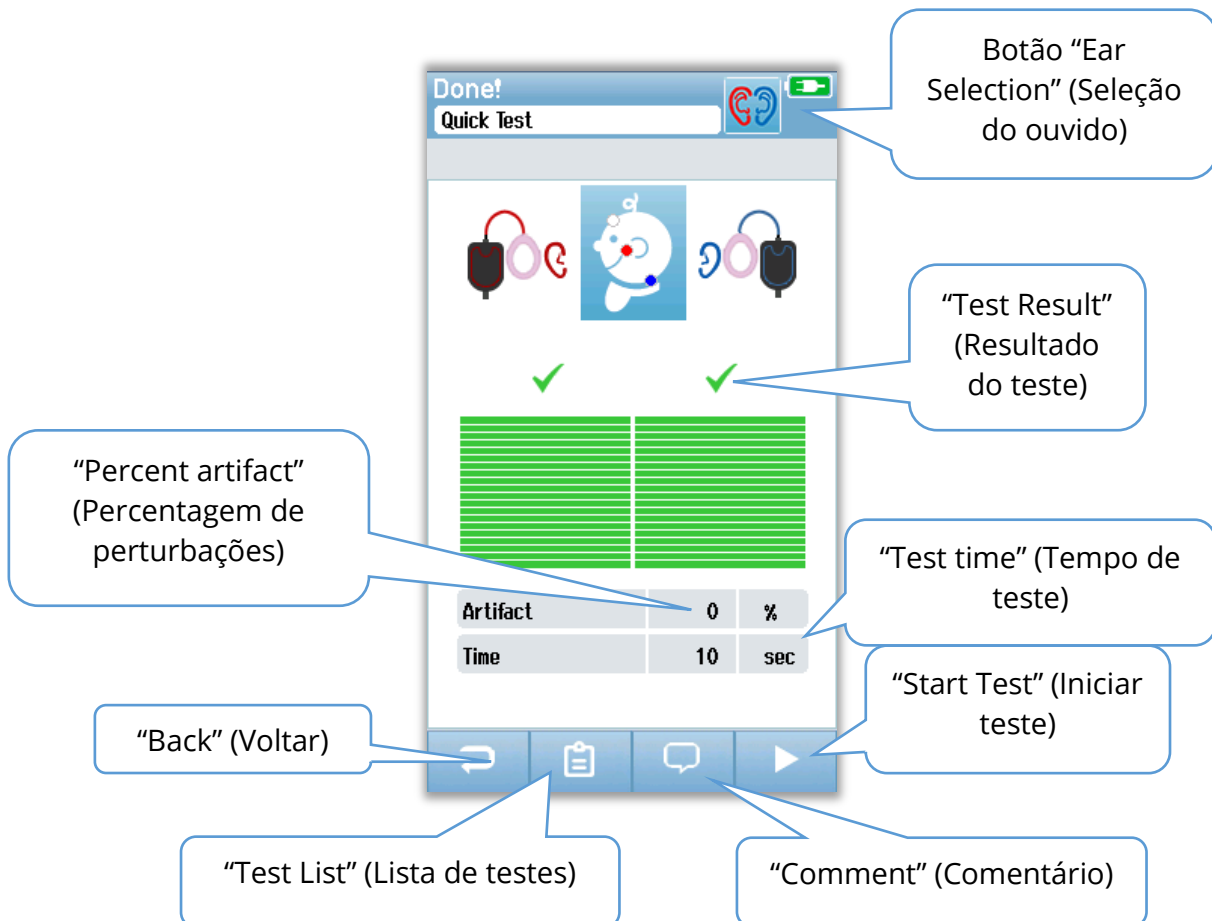 Botão “Ear
Selection” (Seleção
do ouvido)
Done!
Quick Test
“Test Result”
(Resultado
do teste)
“Percent artifact”
(Percentagem de
perturbações)
“Test time” (Tempo de
teste)
Artifact 0 %
Time 10 sec
“Start Test” (Iniciar
teste)
“Back” (Voltar)
“Test List” (Lista de testes)
“Comment” (Comentário)